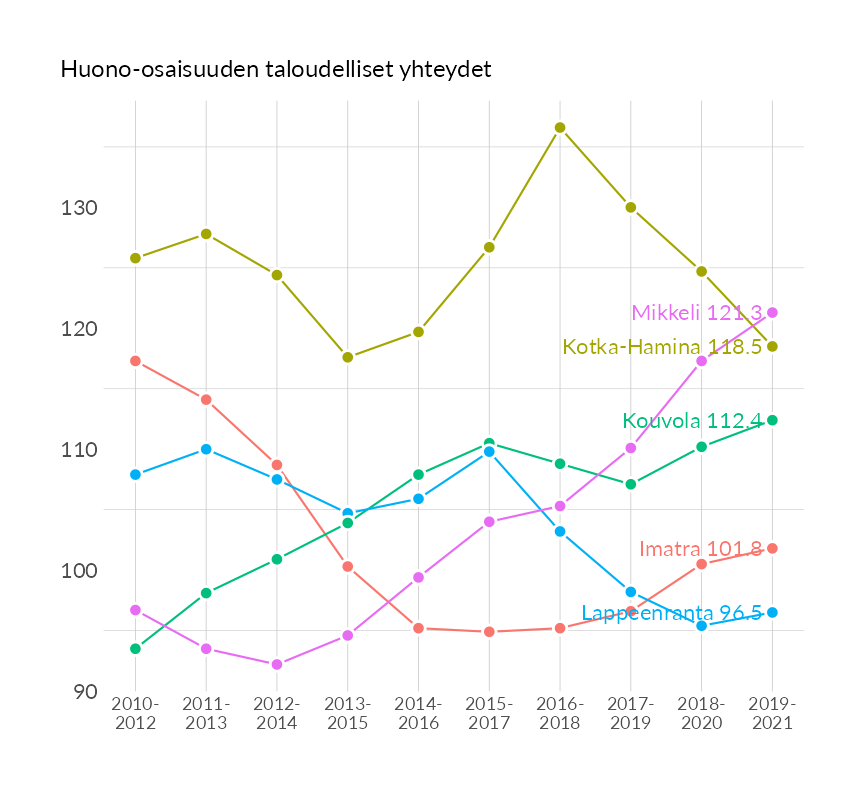 Huono-osaisuuden taloudelliset yhteydet
130
120
110
100
90
Mikkeli 121.3
Kotka-Hamina 118.5
Kouvola 112.4
Imatra 101.8
Lappeenranta 96.5
2010- 2011- 2012- 2013- 2014- 2015- 2016- 2017- 2018- 2019-
2012 2013 2014 2015 2016 2017 2018 2019 2020 2021